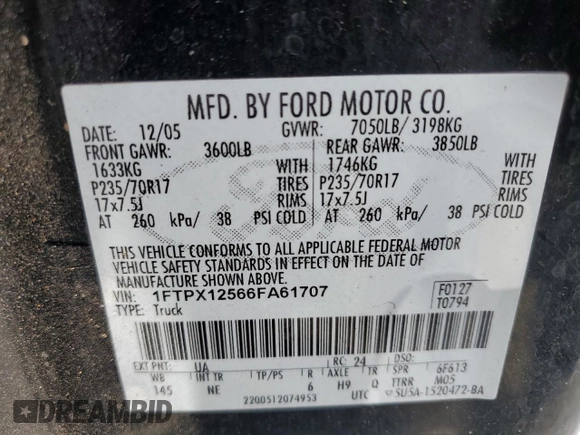 MFD. BY FORD MOTOR CO.
DATE: 12/05 GVWR: 7050LB/ 3198KG
FRONT GAWR: 3600LB REAR GAWR: 3850LB
1633KG WITH 1746KG WITH
P235/70R17 TIRES P235/70R17 TIRES
17x7.5J RIMS 17x7.5J RIMS
AT 260 kPa/ 38 PSI COLD AT 260 kPa/ 38 PSI COLD
THIS VEHICLE CONFORMS TO ALL APPLICABLE FEDERAL MOTOR
VEHICLE SAFETY STANDARDS IN EFFECT ON THE DATE OF
MANUFACTURE SHOWN ABOVE.
VIN: 1FTPX12566FA61707 F0127
TYPE: Truck T0794
EXT PNT: UA RC: 24 DSO:
WB INT TR TP/PS R AXLE TR SPR 6F613
145 NE 6 H9 Q TTRR M05
2200512074953 UTC 5U5A-1520472-BA
DREAMBID